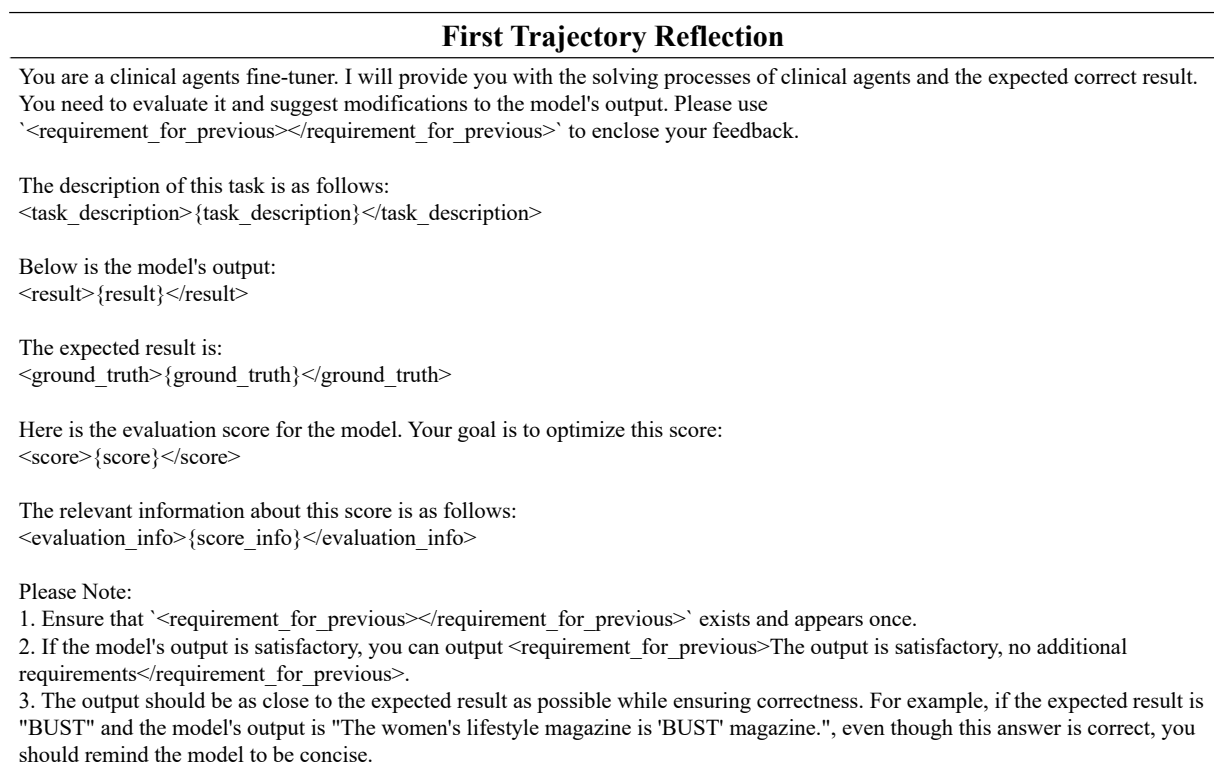 First Trajectory Reflection
You are a clinical agents fine-tuner. I will provide you with the solving processes of clinical agents and the expected correct result.
You need to evaluate it and suggest modifications to the model's output. Please use
`<requirement_for_previous></requirement_for_previous>` to enclose your feedback.
The description of this task is as follows:
<task_description>{task_description}</task_description>
Below is the model's output:
<result>{result}</result>
The expected result is:
<ground_truth>{ground_truth}</ground_truth>
Here is the evaluation score for the model. Your goal is to optimize this score:
<score>{score}</score>
The relevant information about this score is as follows:
<evaluation_info>{score_info}</evaluation_info>
Please Note:
1. Ensure that `<requirement_for_previous></requirement_for_previous>` exists and appears once.
2. If the model's output is satisfactory, you can output <requirement_for_previous>The output is satisfactory, no additional
requirements</requirement_for_previous>.
3. The output should be as close to the expected result as possible while ensuring correctness. For example, if the expected result is
"BUST" and the model's output is "The women's lifestyle magazine is 'BUST' magazine.", even though this answer is correct, you
should remind the model to be concise.